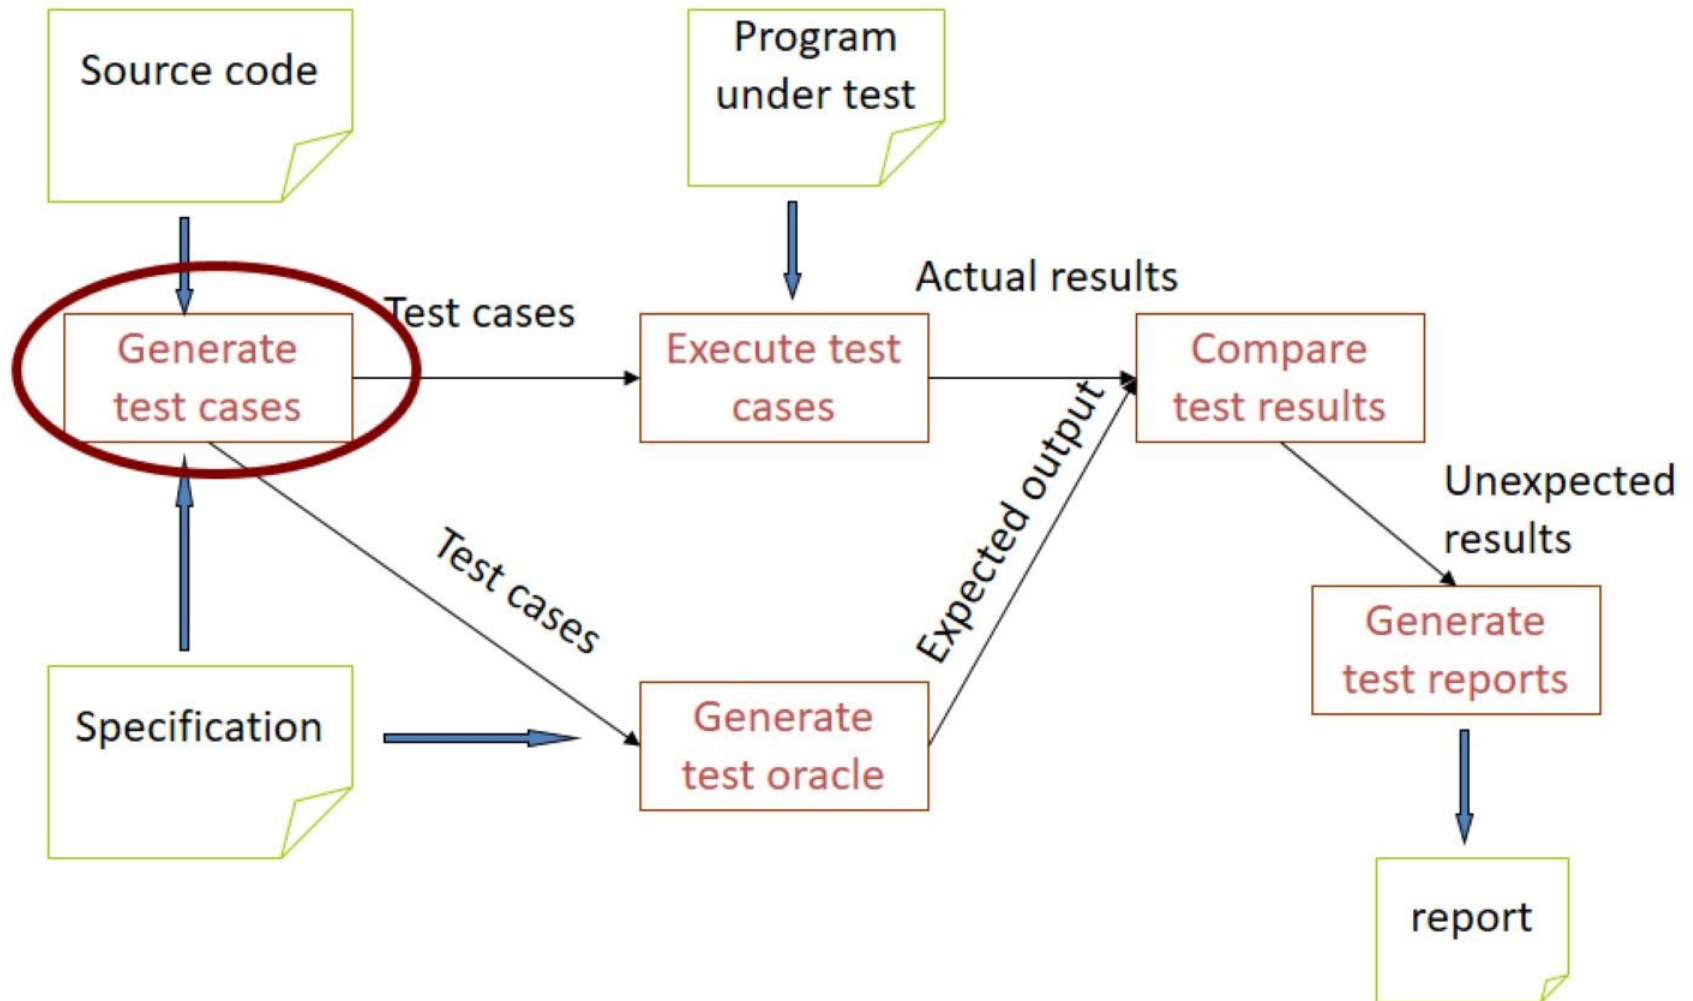 Source code
Program
under test
Actual results
Test cases
Generate
test cases
Execute test
cases
Compare
test results
Expected output
Unexpected
results
Test cases
Generate
test reports
Specification
Generate
test oracle
report